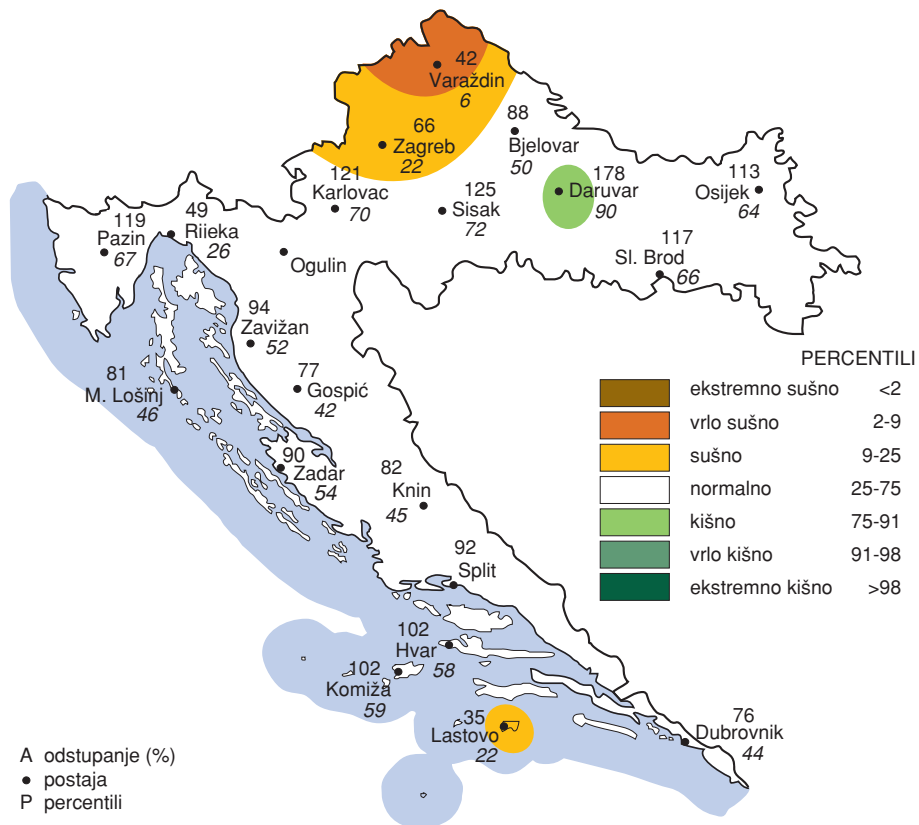 42
Varaždin
6
66
Zagreb
22
88
Bjelovar
50
178
Daruvar
90
113
Osijek
64
121
Karlovac
70
125
Sisak
72
117
Sl. Brod
66
119
Pazin
67
49
Riieka
26
Ogulin
94
Zavižan
52
81
M. Lošinj
46
77
Gospić
42
90
Zadar
54
82
Knin
45
92
Split
102
Hvar
58
102
Komiža
59
35
Lastovo
22
76
Dubrovnik
44
PERCENTILI
ekstremno sušno <2
vrlo sušno 2-9
sušno 9-25
normalno 25-75
kišno 75-91
vrlo kišno 91-98
ekstremno kišno >98
A odstupanje (%)
postaja
P percentili